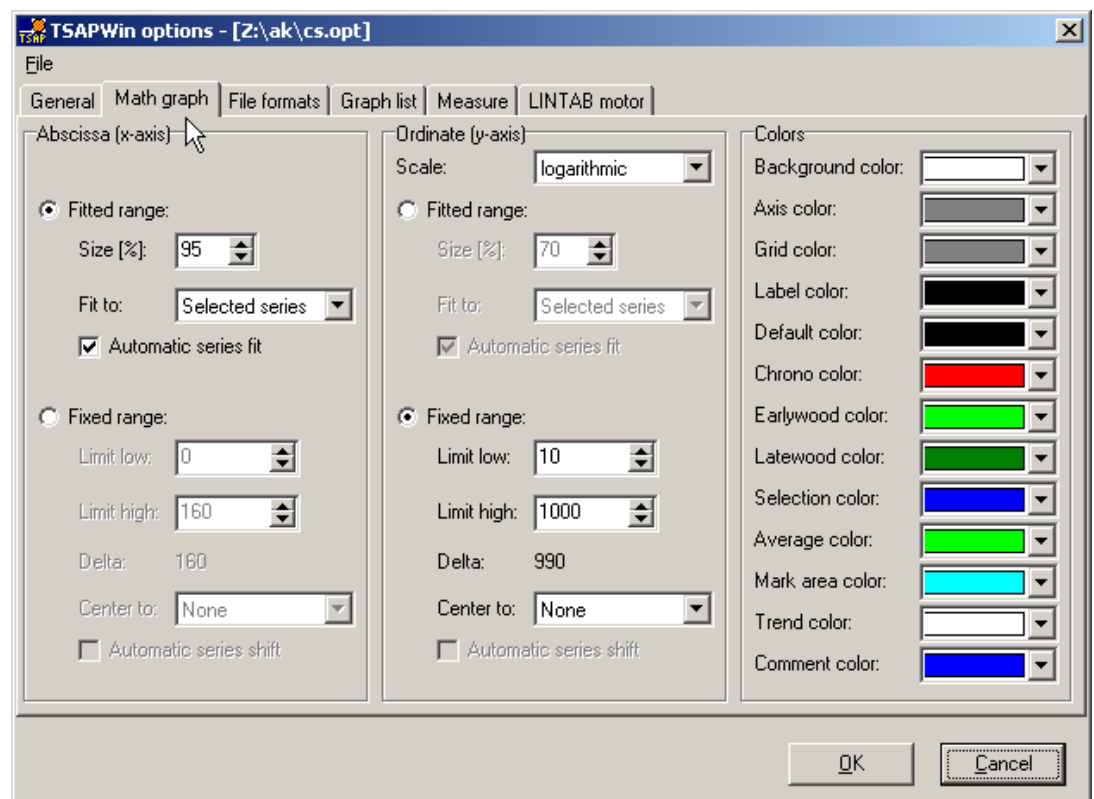 TSAPWin options - [Z:\ak\cs.opt]
File
General Math graph File formats Graph list Measure LINTAB motor
Abscissa (x-axis)
Fitted range:
Size [%]: 95
Fit to: Selected series
Automatic series fit
Fixed range:
Limit low: 0
Limit high: 160
Delta: 160
Center to: None
Automatic series shift
Ordinate (y-axis)
Scale: logarithmic
Fitted range:
Size [%]: 70
Fit to: Selected series
Automatic series fit
Fixed range:
Limit low: 10
Limit high: 1000
Delta: 990
Center to: None
Automatic series shift
Colors
Background color:
Axis color:
Grid color:
Label color:
Default color:
Chrono color:
Earlywood color:
Latewood color:
Selection color:
Average color:
Mark area color:
Trend color:
Comment color:
OK Cancel